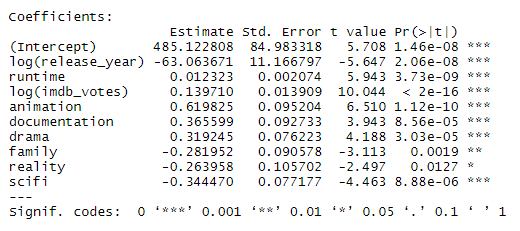 Coefficients:
                     Estimate Std. Error t value Pr(>|t|)
(Intercept)        485.122808  84.983318   5.708 1.46e-08 ***
log(release_year) -63.063671  11.166797  -5.647 2.06e-08 ***
runtime              0.012323   0.002074   5.943 3.73e-09 ***
log(imdb_votes)      0.139710   0.013909  10.044  < 2e-16 ***
animation            0.619825   0.095204   6.510 1.12e-10 ***
documentation        0.365599   0.092733   3.943 8.56e-05 ***
drama                0.319245   0.076223   4.188 3.03e-05 ***
family              -0.281952   0.090578  -3.113   0.0019 **
reality             -0.263958   0.105702  -2.497   0.0127 *
scifi               -0.344470   0.077177  -4.463 8.88e-06 ***
---
Signif. codes:  0 ‘***’ 0.001 ‘**’ 0.01 ‘*’ 0.05 ‘.’ 0.1 ‘ ’ 1